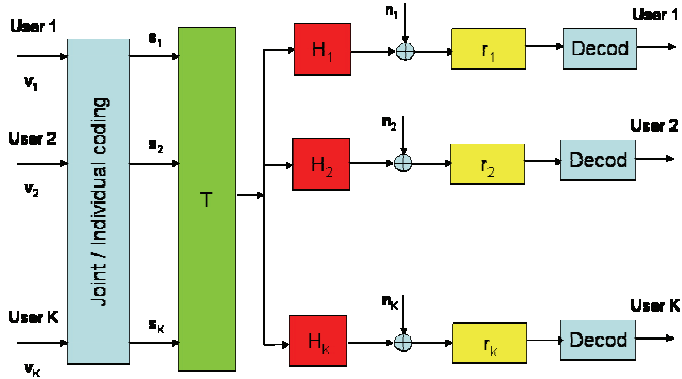 User 1
v1
User 2
v2
User K
vK
Joint / Individual coding
s1
s2
sK
T
H1
n1
r1
Decod
User 1
H2
n2
r2
Decod
User 2
Hk
nK
rk
Decod
User K